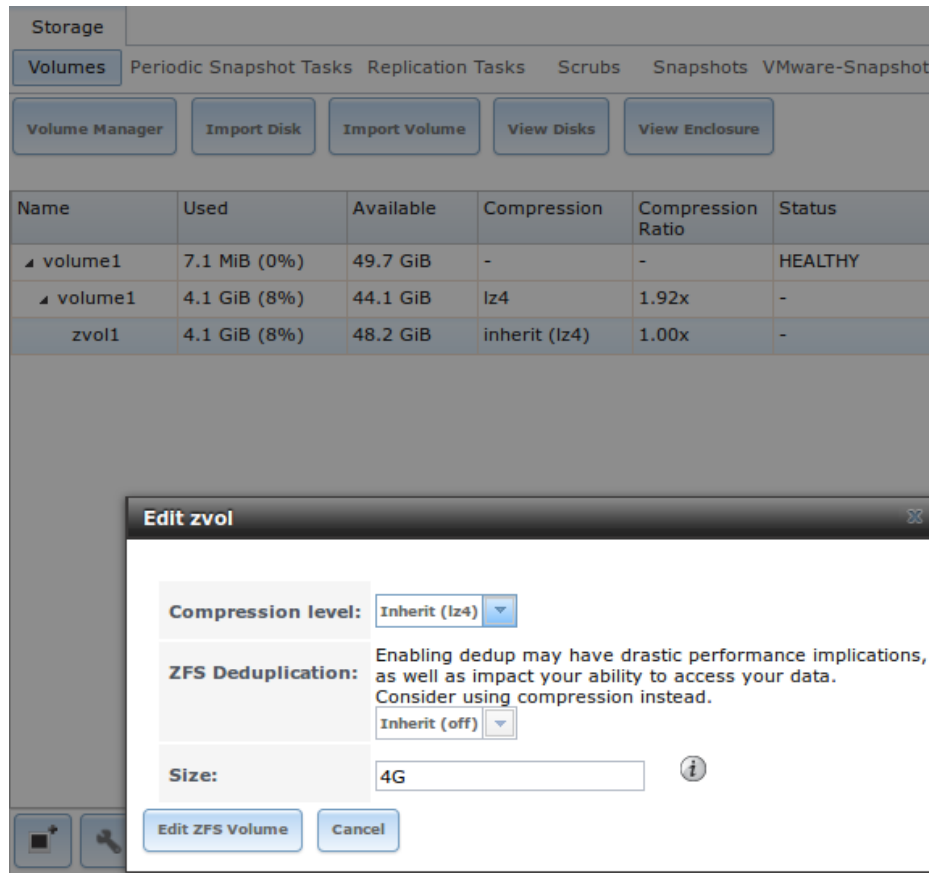 Storage
Volumes Periodic Snapshot Tasks Replication Tasks Scrubs Snapshots VMware-Snapshot
Volume Manager Import Disk Import Volume View Disks View Enclosure
Name Used Available Compression Compression Ratio Status
volume1 7.1 MiB (0%) 49.7 GiB - - HEALTHY
volume1 4.1 GiB (8%) 44.1 GiB lz4 1.92x -
zvol1 4.1 GiB (8%) 48.2 GiB inherit (lz4) 1.00x -
Edit zvol
Compression level: Inherit (lz4)
ZFS Deduplication: Enabling dedup may have drastic performance implications,
as well as impact your ability to access your data.
Consider using compression instead.
Inherit (off)
Size: 4G
Edit ZFS Volume Cancel